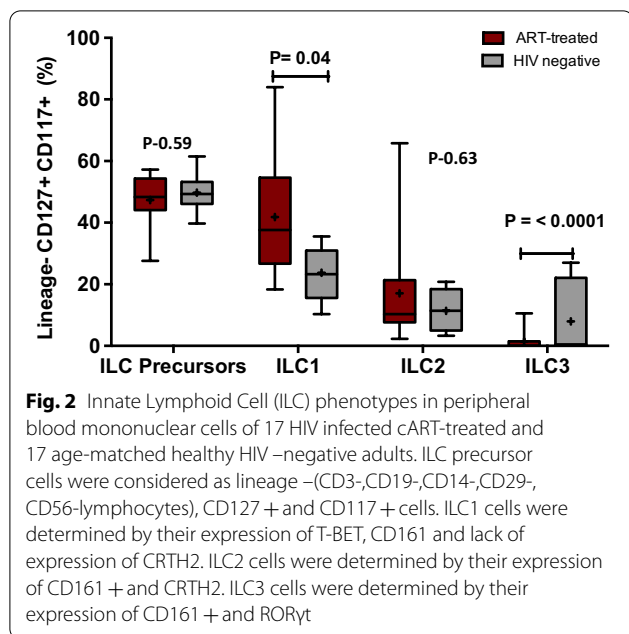 ART-treated
HIV negative
P= 0.04
P-0.59
P-0.63
P = < 0.0001
Lineage- CD127+ CD117+ (%)
100
80
60
40
20
0
ILC Precursors ILC1 ILC2 ILC3
Fig. 2 Innate Lymphoid Cell (ILC) phenotypes in peripheral
blood mononuclear cells of 17 HIV infected cART-treated and
17 age-matched healthy HIV –negative adults. ILC precursor
cells were considered as lineage –(CD3-,CD19-,CD14-,CD29-,
CD56-lymphocytes), CD127 + and CD117 + cells. ILC1 cells were
determined by their expression of T-BET, CD161 and lack of
expression of CRTH2. ILC2 cells were determined by their expression
of CD161 + and CRTH2. ILC3 cells were determined by their
expression of CD161 + and RORγt